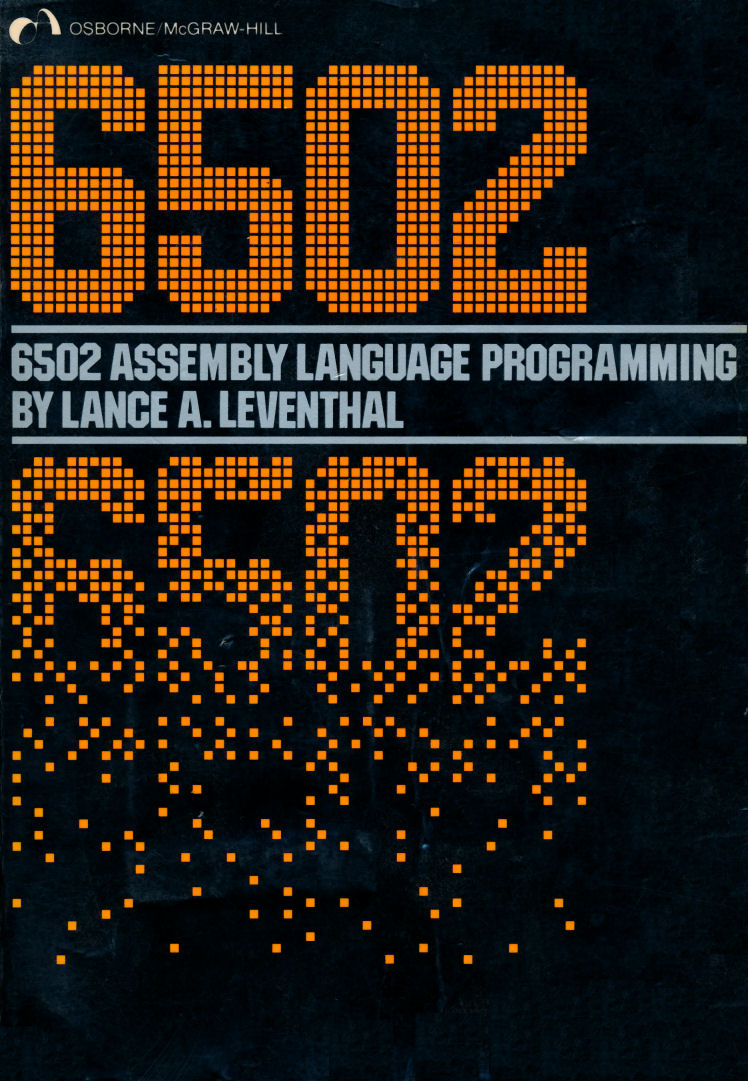 OSBORNE/McGRAW-HILL
6502
6502 ASSEMBLY LANGUAGE PROGRAMMING
BY LANCE A. LEVENTHAL
6502